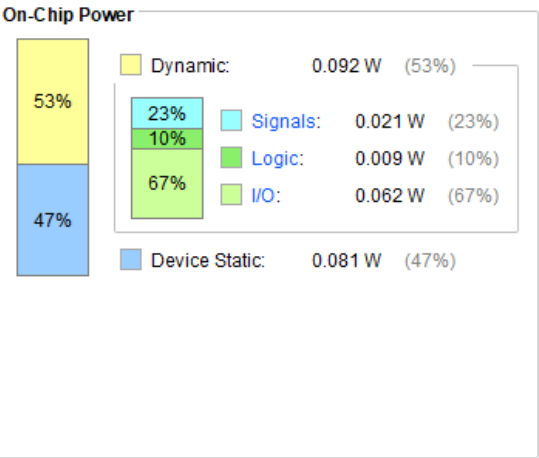 On-Chip Power
53%
47%
Dynamic: 0.092 W (53%)
23%
10%
67%
Signals: 0.021 W (23%)
Logic: 0.009 W (10%)
I/O: 0.062 W (67%)
Device Static: 0.081 W (47%)